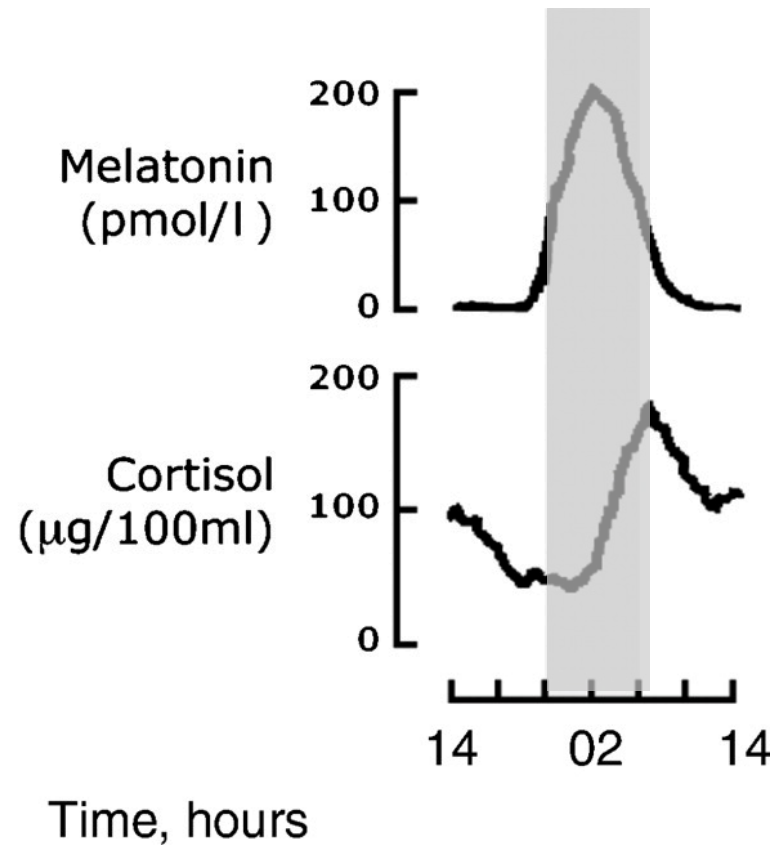 200
Melatonin
(pmol/l )
100
0
200
Cortisol
(µg/100ml)
100
0
14 02 14
Time, hours